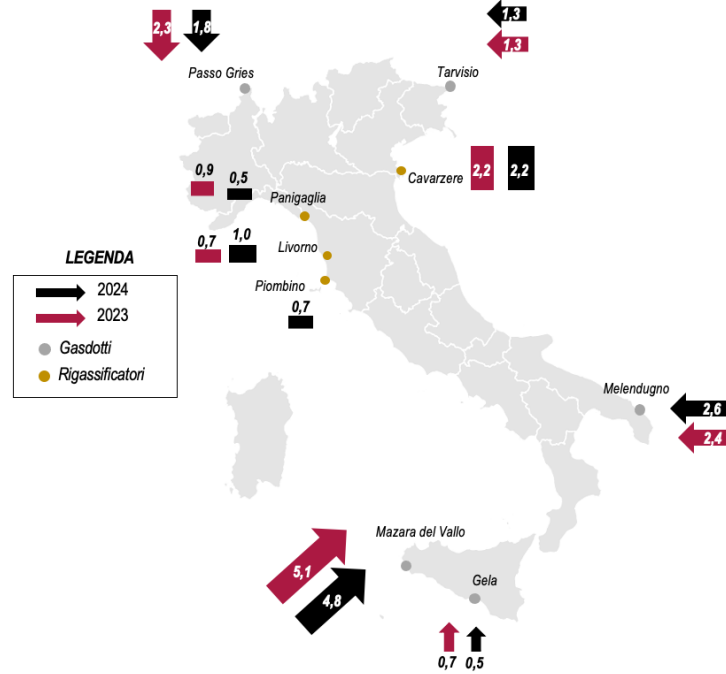 2,3
1,8
1,3
1,3
Passo Gries
Tarvisio
0,9
0,5
Cavarzere
2,2
2,2
Panigaglia
0,7
1,0
Livorno
LEGENDA
Piombino
2024
0,7
2023
Gasdotti
Rigassificatori
Melendugno
2,6
2,4
Mazara del Vallo
5,1
4,8
Gela
0,7
0,5